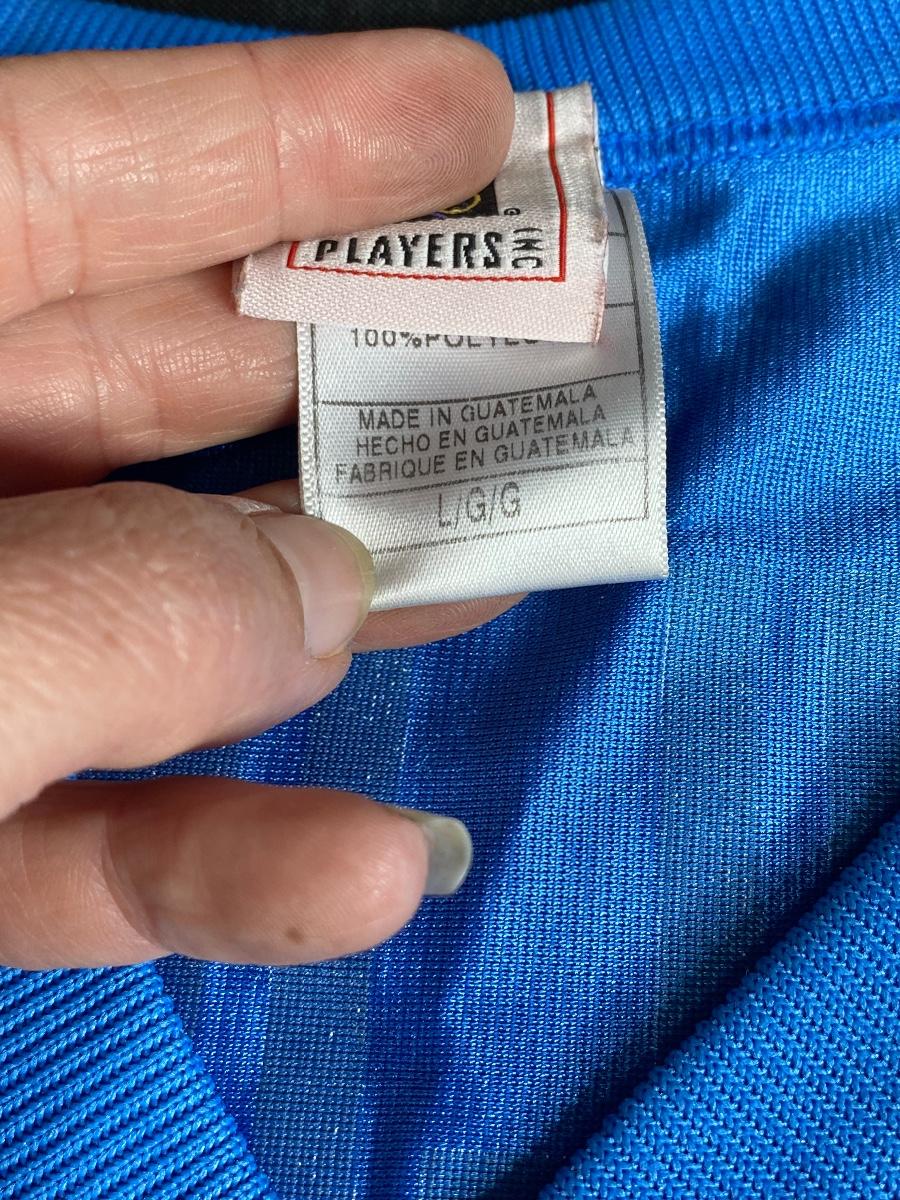 PLAYERS INC
®
MADE IN GUATEMALA
HECHO EN GUATEMALA
FABRIQUE EN GUATEMALA
L/G/G